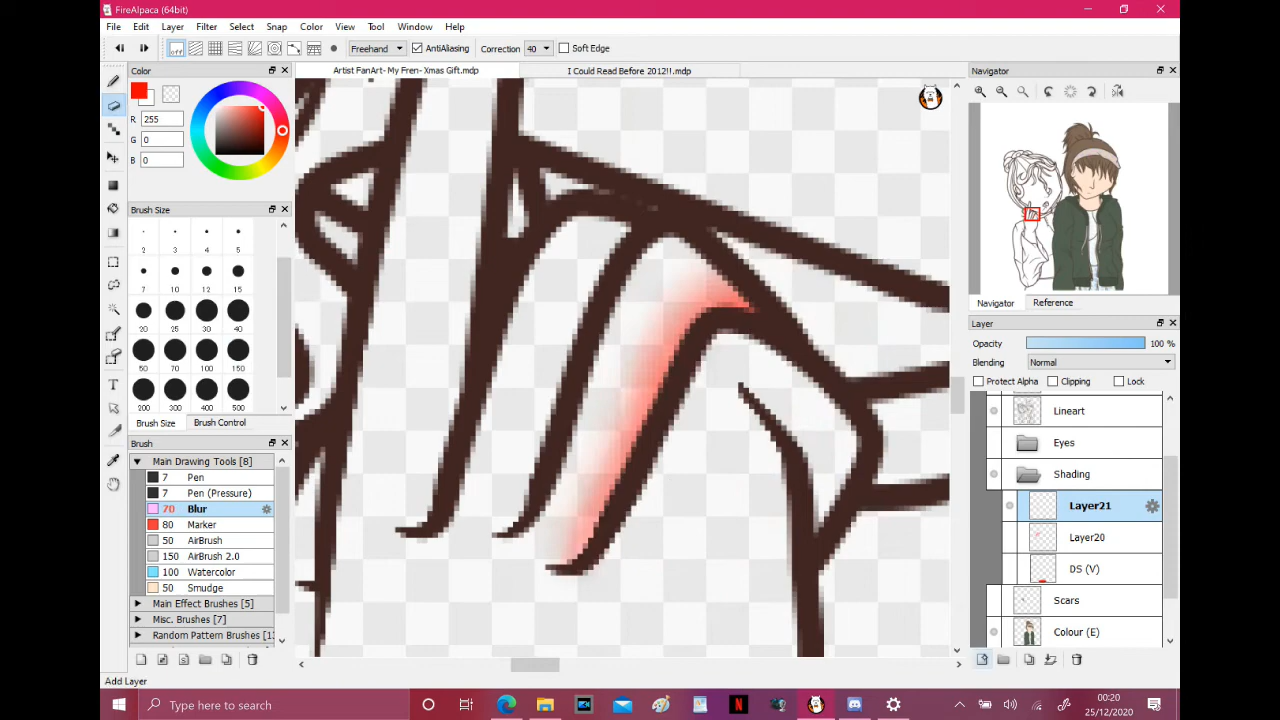 FireAlpaca (64bit)
File Edit Layer Filter Select Snap Color View Tool Window Help
off Freehand AntiAliasing Correction 40 Soft Edge
Color
Artist FanArt- My Fren- Xmas Gift.mdp
I Could Read Before 2012!!.mdp
Navigator
R 255
G 0
B 0
Brush Size
2 3 4 5
7 10 12 15
20 25 30 40
50 70 100 150
200 300 400 500
Brush Size Brush Control
Brush
Main Drawing Tools [8]
7 Pen
7 Pen (Pressure)
70 Blur
80 Marker
50 AirBrush
150 AirBrush 2.0
100 Watercolor
50 Smudge
Main Effect Brushes [5]
Misc. Brushes [7]
Random Pattern Brushes [1
Add Layer
Navigator Reference
Layer
Opacity 100 %
Blending Normal
Protect Alpha Clipping Lock
Lineart
Eyes
Shading
Layer21
Layer20
DS (V)
Scars
Colour (E)
Type here to search
00:20
25/12/2020